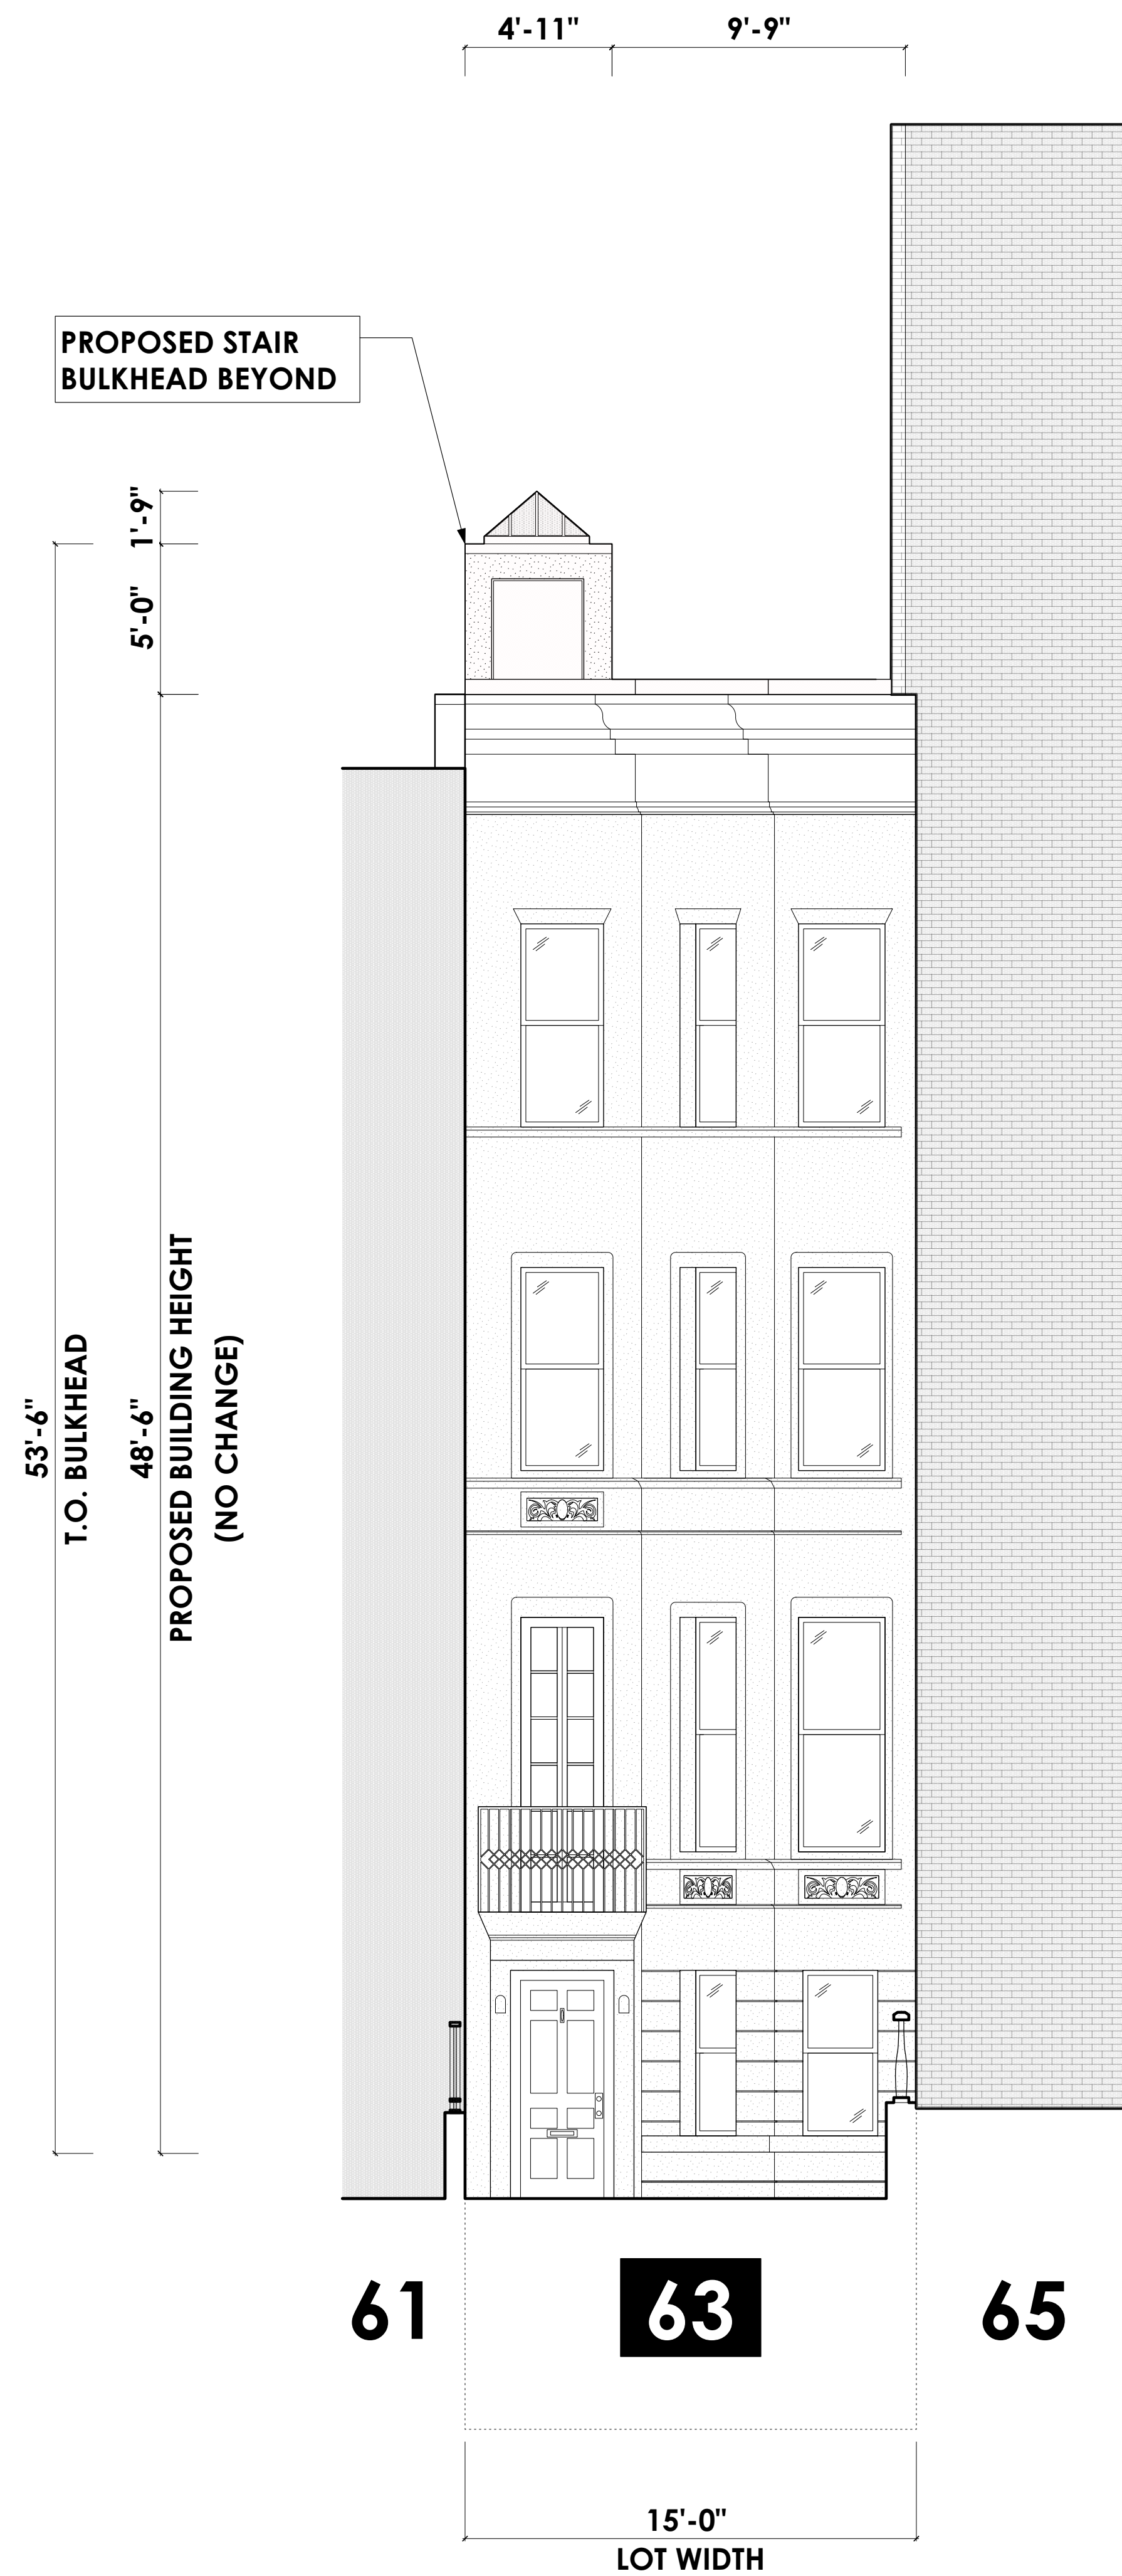 4'-11"
9'-9"
PROPOSED STAIR
BULKHEAD BEYOND
1'-9"
5'-0"
53'-6"
T.O. BULKHEAD
48'-6"
PROPOSED BUILDING HEIGHT
(NO CHANGE)
61
63
65
15'-0"
LOT WIDTH